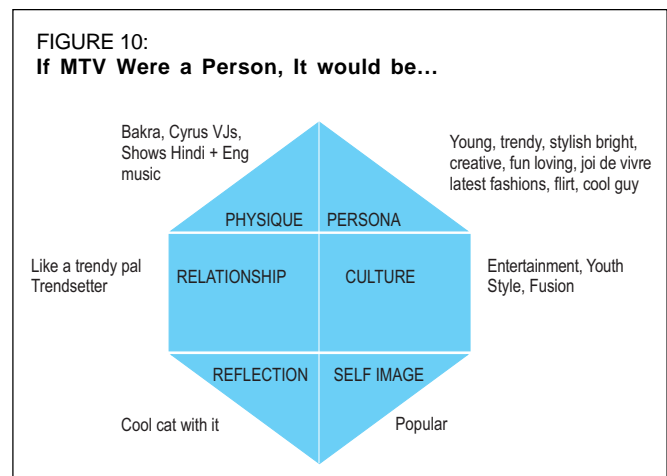 FIGURE 10:
If MTV Were a Person, It would be...
Bakra, Cyrus VJs,
Shows Hindi + Eng
music
Young, trendy, stylish bright,
creative, fun loving, joi de vivre
latest fashions, flirt, cool guy
PHYSIQUE
PERSONA
Like a trendy pal
Trendsetter
RELATIONSHIP
CULTURE
Entertainment, Youth
Style, Fusion
REFLECTION
SELF IMAGE
Cool cat with it
Popular